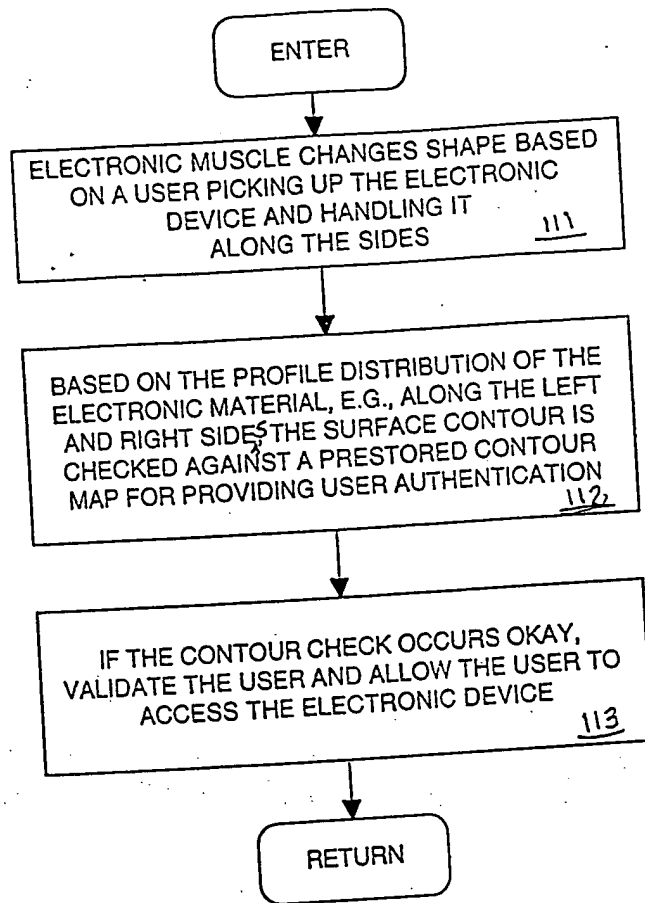 ENTER
ELECTRONIC MUSCLE CHANGES SHAPE BASED
ON A USER PICKING UP THE ELECTRONIC
DEVICE AND HANDLING IT
ALONG THE SIDES 111
BASED ON THE PROFILE DISTRIBUTION OF THE
ELECTRONIC MATERIAL, E.G., ALONG THE LEFT
AND RIGHT SIDES, THE SURFACE CONTOUR IS
CHECKED AGAINST A PRESTORED CONTOUR
MAP FOR PROVIDING USER AUTHENTICATION
112
IF THE CONTOUR CHECK OCCURS OKAY,
VALIDATE THE USER AND ALLOW THE USER TO
ACCESS THE ELECTRONIC DEVICE
113
RETURN